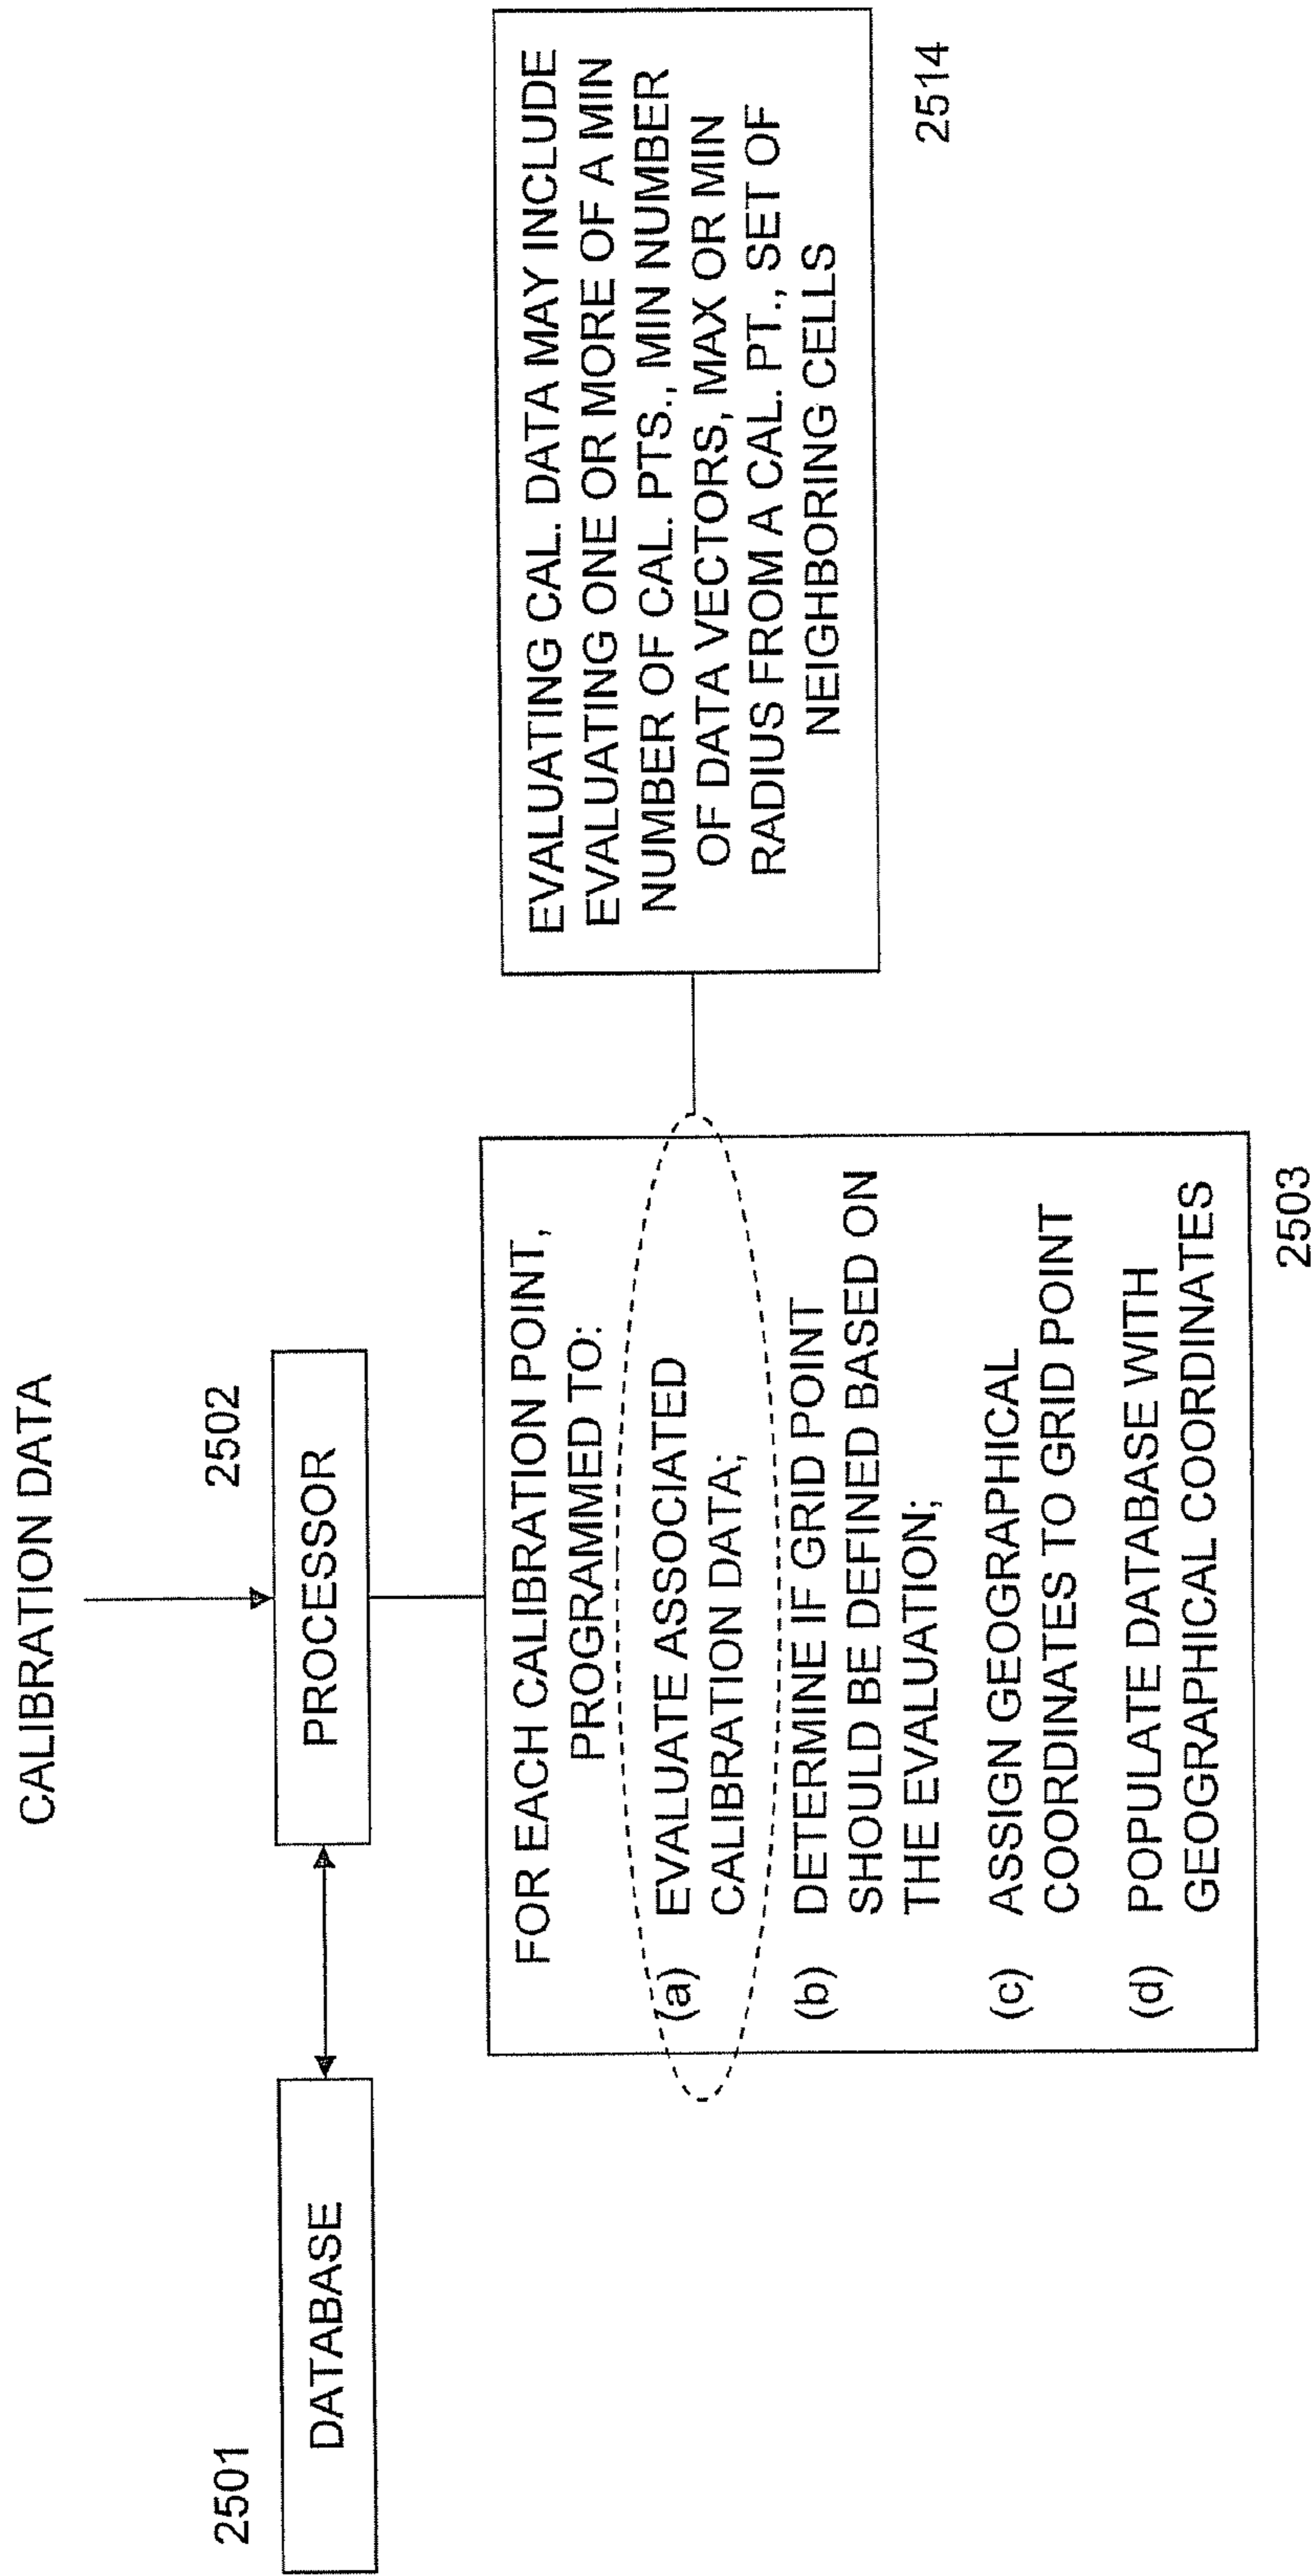 CALIBRATION DATA
2501
2502
DATABASE
PROCESSOR
FOR EACH CALIBRATION POINT,
PROGRAMMED TO:
(a) EVALUATE ASSOCIATED
CALIBRATION DATA;
(b) DETERMINE IF GRID POINT
SHOULD BE DEFINED BASED ON
THE EVALUATION;
(c) ASSIGN GEOGRAPHICAL
COORDINATES TO GRID POINT
(d) POPULATE DATABASE WITH
GEOGRAPHICAL COORDINATES
2503
EVALUATING CAL. DATA MAY INCLUDE
EVALUATING ONE OR MORE OF A MIN
NUMBER OF CAL. PTS., MIN NUMBER
OF DATA VECTORS, MAX OR MIN
RADIUS FROM A CAL. PT., SET OF
NEIGHBORING CELLS
2514